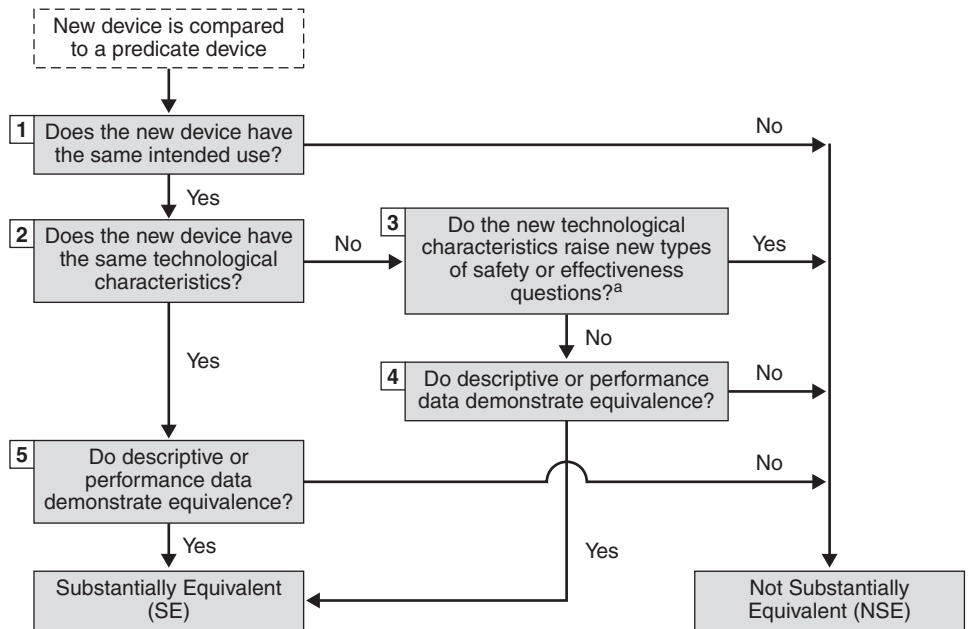 New device is compared
to a predicate device
1
Does the new device have
the same intended use?
No
Yes
2
Does the new device have
the same technological
characteristics?
No
3
Do the new technological
characteristics raise new types
of safety or effectiveness
questions?a
Yes
No
Yes
4
Do descriptive or performance
data demonstrate equivalence?
No
5
Do descriptive or
performance data
demonstrate equivalence?
No
Yes
Yes
Substantially Equivalent
(SE)
Not Substantially
Equivalent (NSE)